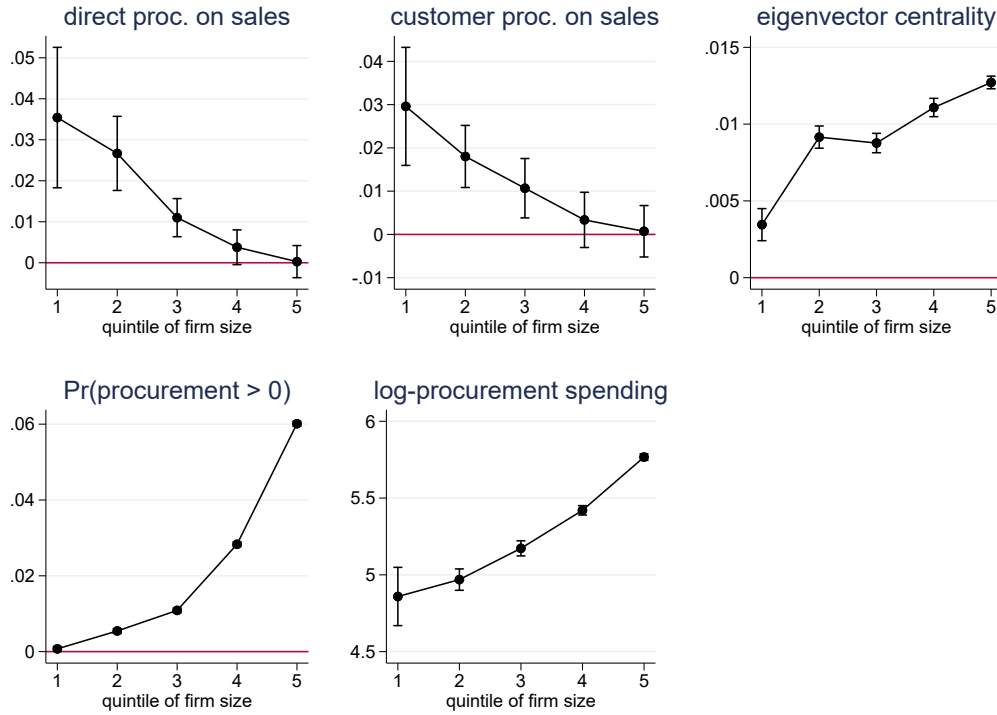 direct proc. on sales
.05
.04
.03
.02
.01
0
1 2 3 4 5
quintile of firm size
customer proc. on sales
.04
.03
.02
.01
0
-.01
1 2 3 4 5
quintile of firm size
eigenvector centrality
.015
.01
.005
0
1 2 3 4 5
quintile of firm size
Pr(procurement > 0)
.06
.04
.02
0
1 2 3 4 5
quintile of firm size
log-procurement spending
6
5.5
5
4.5
1 2 3 4 5
quintile of firm size